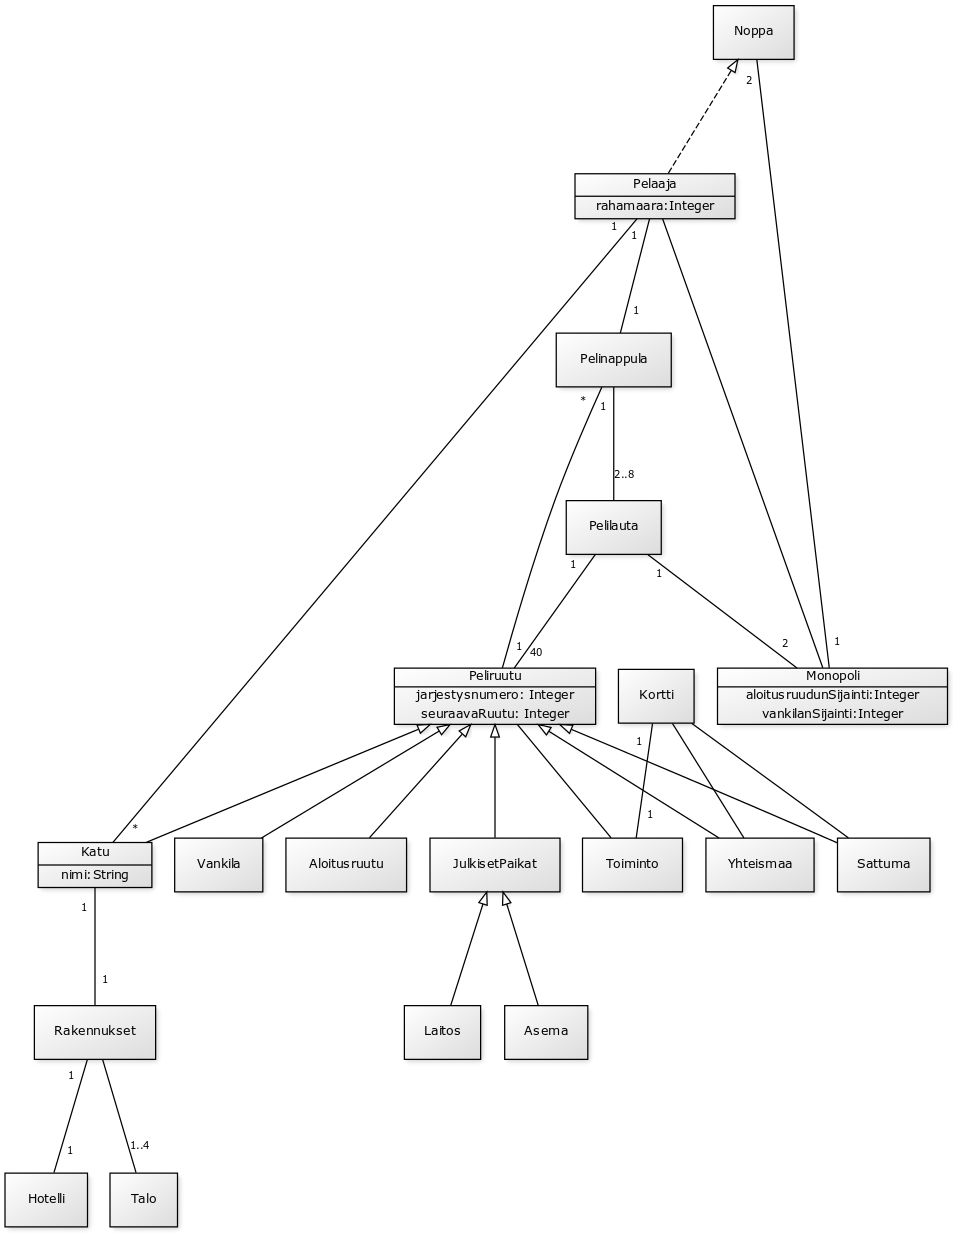 Noppa
2
Pelaaja
rahamaara:Integer
1
1
1
Pelinappula
*
1
2..8
Pelilauta
1
1
1
40
2
1
Peliruutu
jarjestysnumero: Integer
seuraavaRuutu: Integer
Kortti
Monopoli
aloitusruudunSijainti:Integer
vankilanSijainti:Integer
1
1
*
Katu
nimi:String
Vankila
Aloitusruutu
JulkisetPaikat
Toiminto
Yhteismaa
Sattuma
1
1
Rakennukset
Laitos
Asema
1
1
1..4
Hotelli
Talo